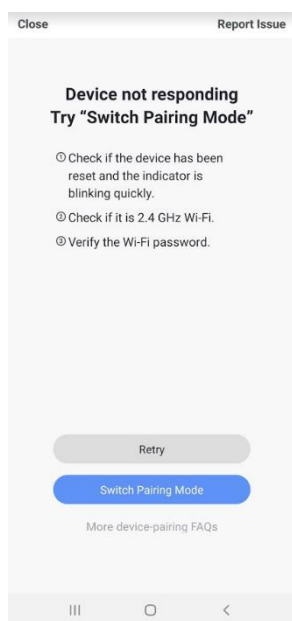 Close Report Issue
Device not responding
Try “Switch Pairing Mode”
① Check if the device has been
reset and the indicator is
blinking quickly.
② Check if it is 2.4 GHz Wi-Fi.
③ Verify the Wi-Fi password.
Retry
Switch Pairing Mode
More device-pairing FAQs